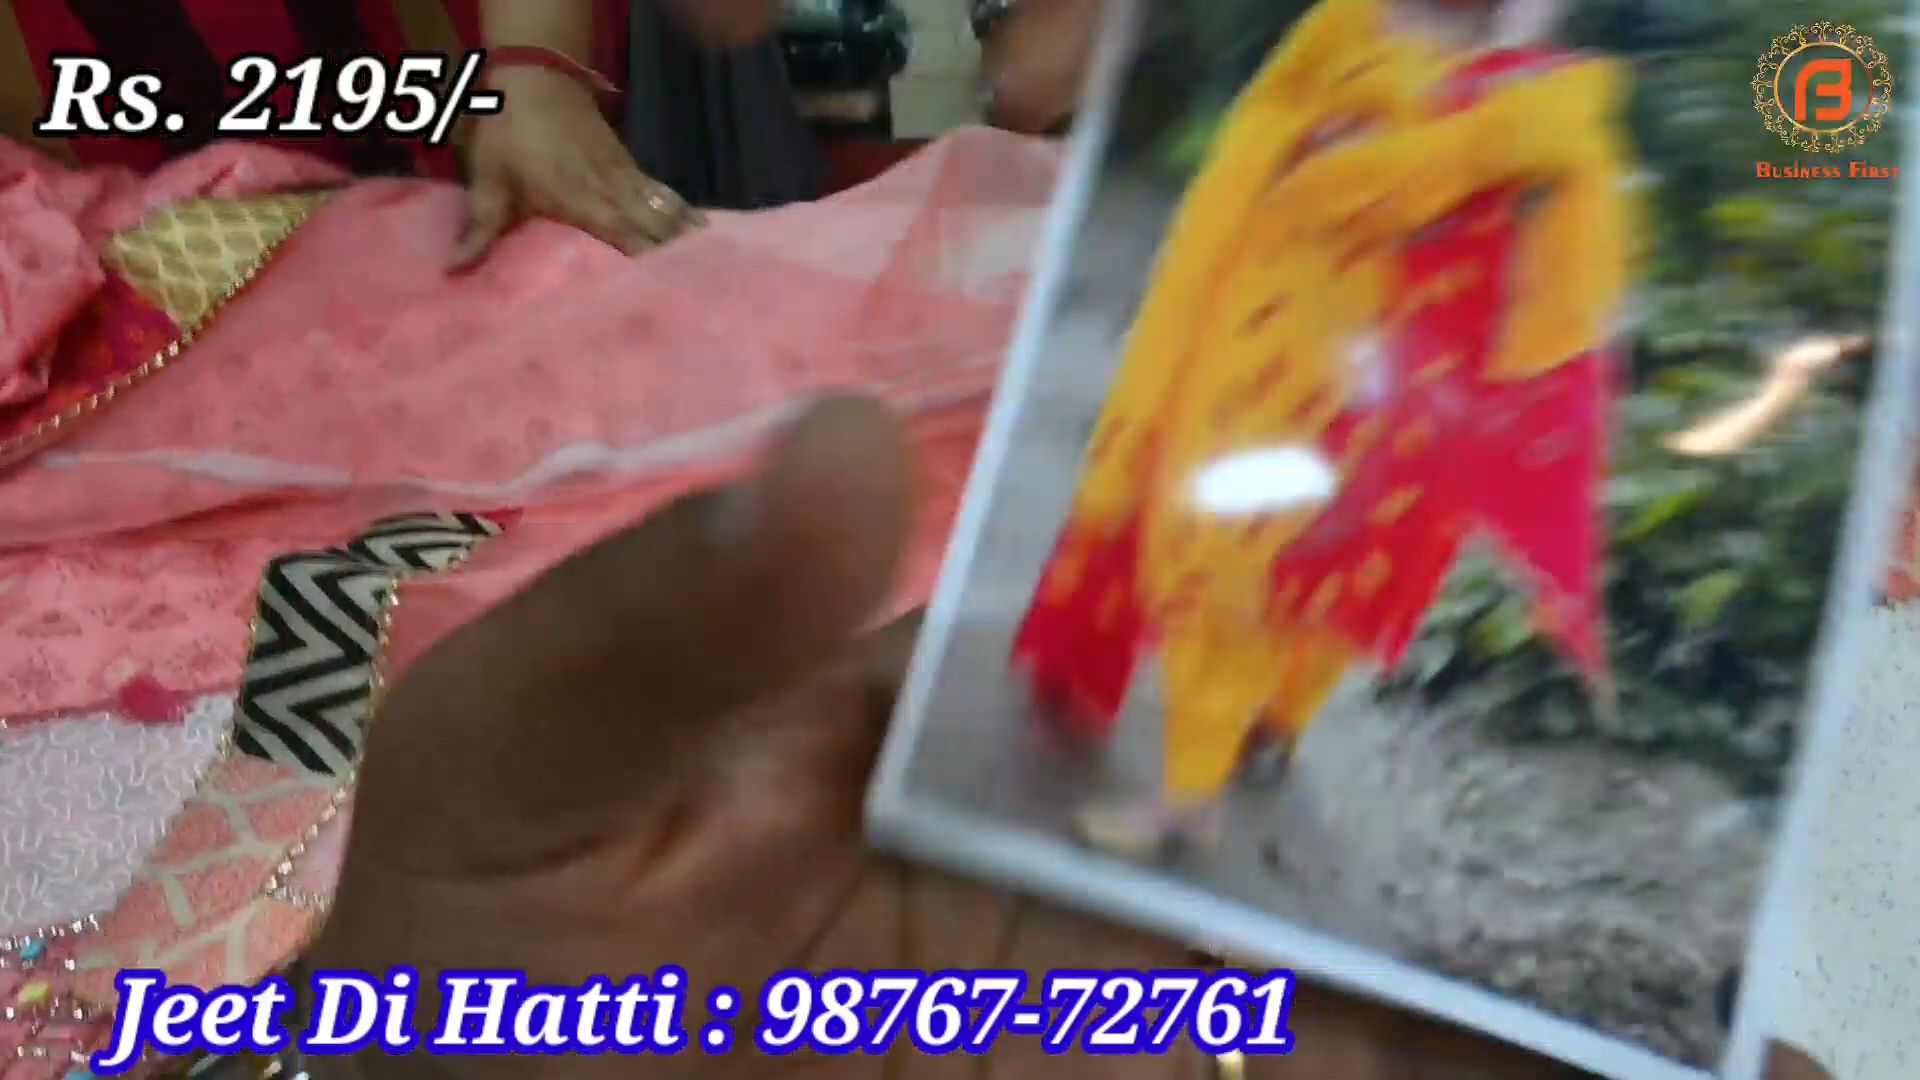 Rs. 2195/-
B
Business First
Jeet Di Hatti : 98767-72761